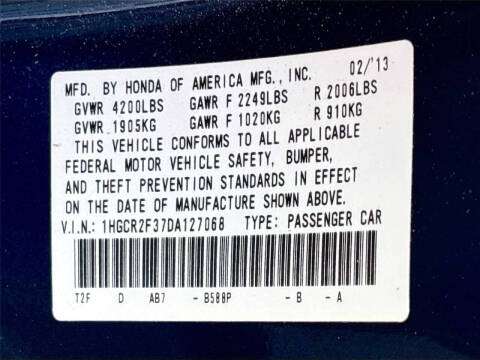 MFD. BY HONDA OF AMERICA MFG., INC. 02/'13
GVWR 4200LBS GAWR F 2249LBS R 2006LBS
GVWR 1905KG GAWR F 1020KG R 910KG
THIS VEHICLE CONFORMS TO ALL APPLICABLE
FEDERAL MOTOR VEHICLE SAFETY, BUMPER,
AND THEFT PREVENTION STANDARDS IN EFFECT
ON THE DATE OF MANUFACTURE SHOWN ABOVE.
V.I.N.: 1HGCR2F37DA127068 TYPE: PASSENGER CAR
T2F D AB7 -B588P -B -A